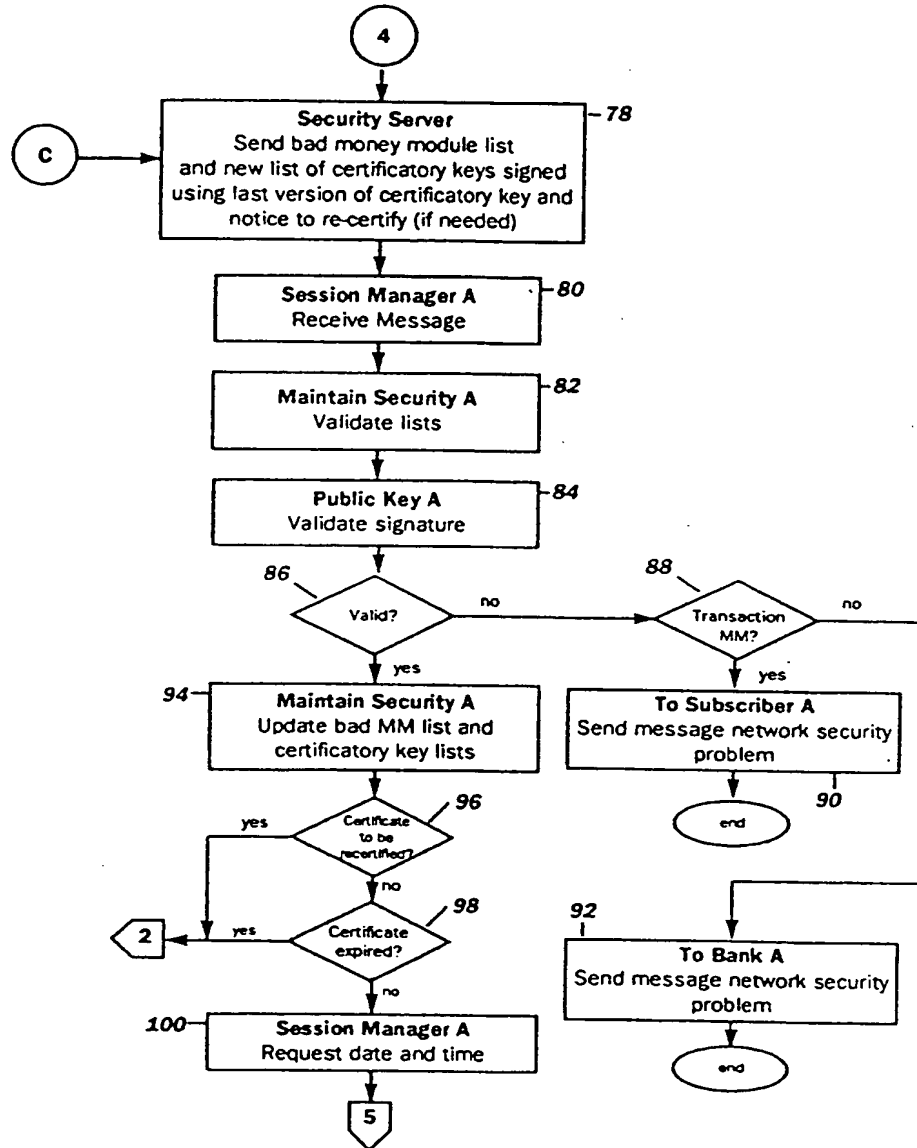 4
C
78
Security Server
Send bad money module list
and new list of certificatory keys signed
using last version of certificatory key and
notice to re-certify (if needed)
80
Session Manager A
Receive Message
82
Maintain Security A
Validate lists
84
Public Key A
Validate signature
86
Valid?
no
yes
88
Transaction
MM?
no
yes
94
Maintain Security A
Update bad MM list and
certificatory key lists
To Subscriber A
Send message network security
problem
90
end
96
Certificate
to be
recertified?
yes
no
98
Certificate
expired?
yes
2
no
92
To Bank A
Send message network security
problem
end
100
Session Manager A
Request date and time
5